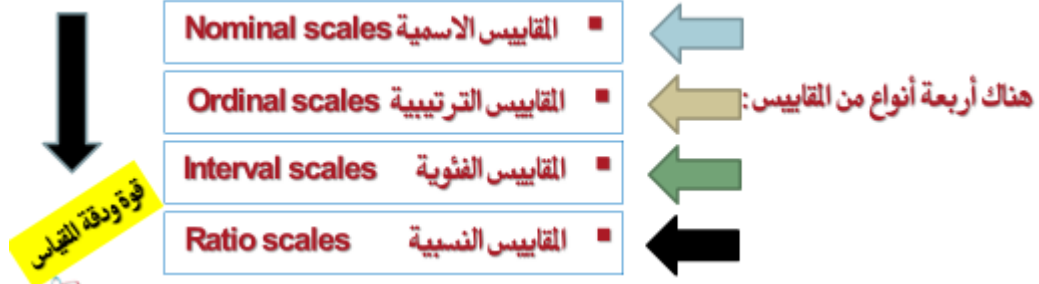 هناك أربعة أنواع من المقاييس :
▪ المقاييس الاسمية Nominal scales
▪ المقاييس الترتيبية Ordinal scales
▪ المقاييس الفئوية Interval scales
▪ المقاييس النسبية Ratio scales
قوة ودقة المقياس